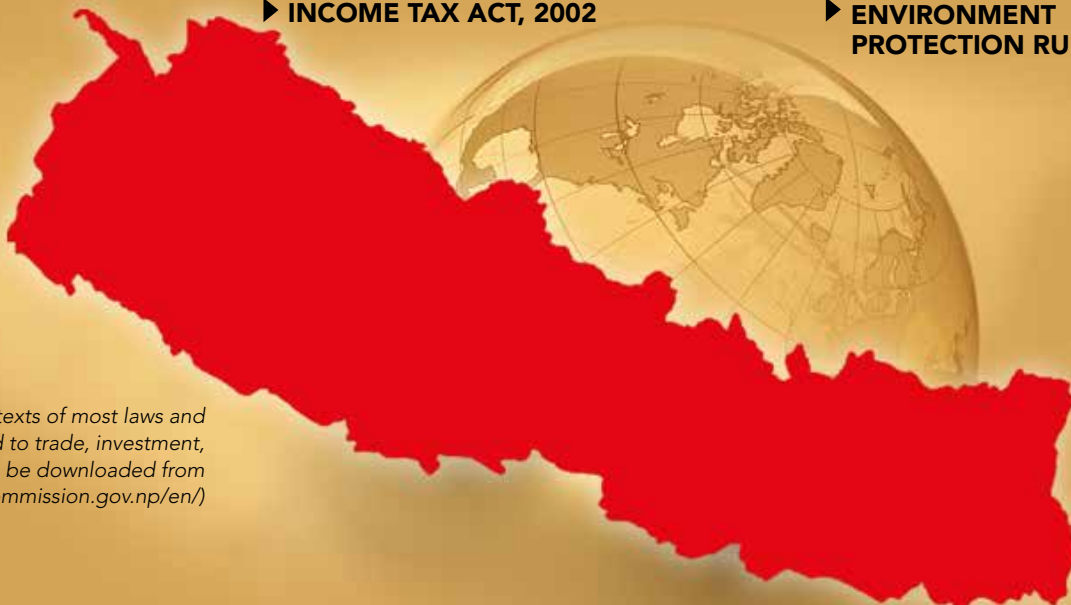 ▶ INCOME TAX ACT, 2002
▶ ENVIRONMENT
PROTECTION RU
texts of most laws and
d to trade, investment,
be downloaded from
mmission.gov.np/en/)